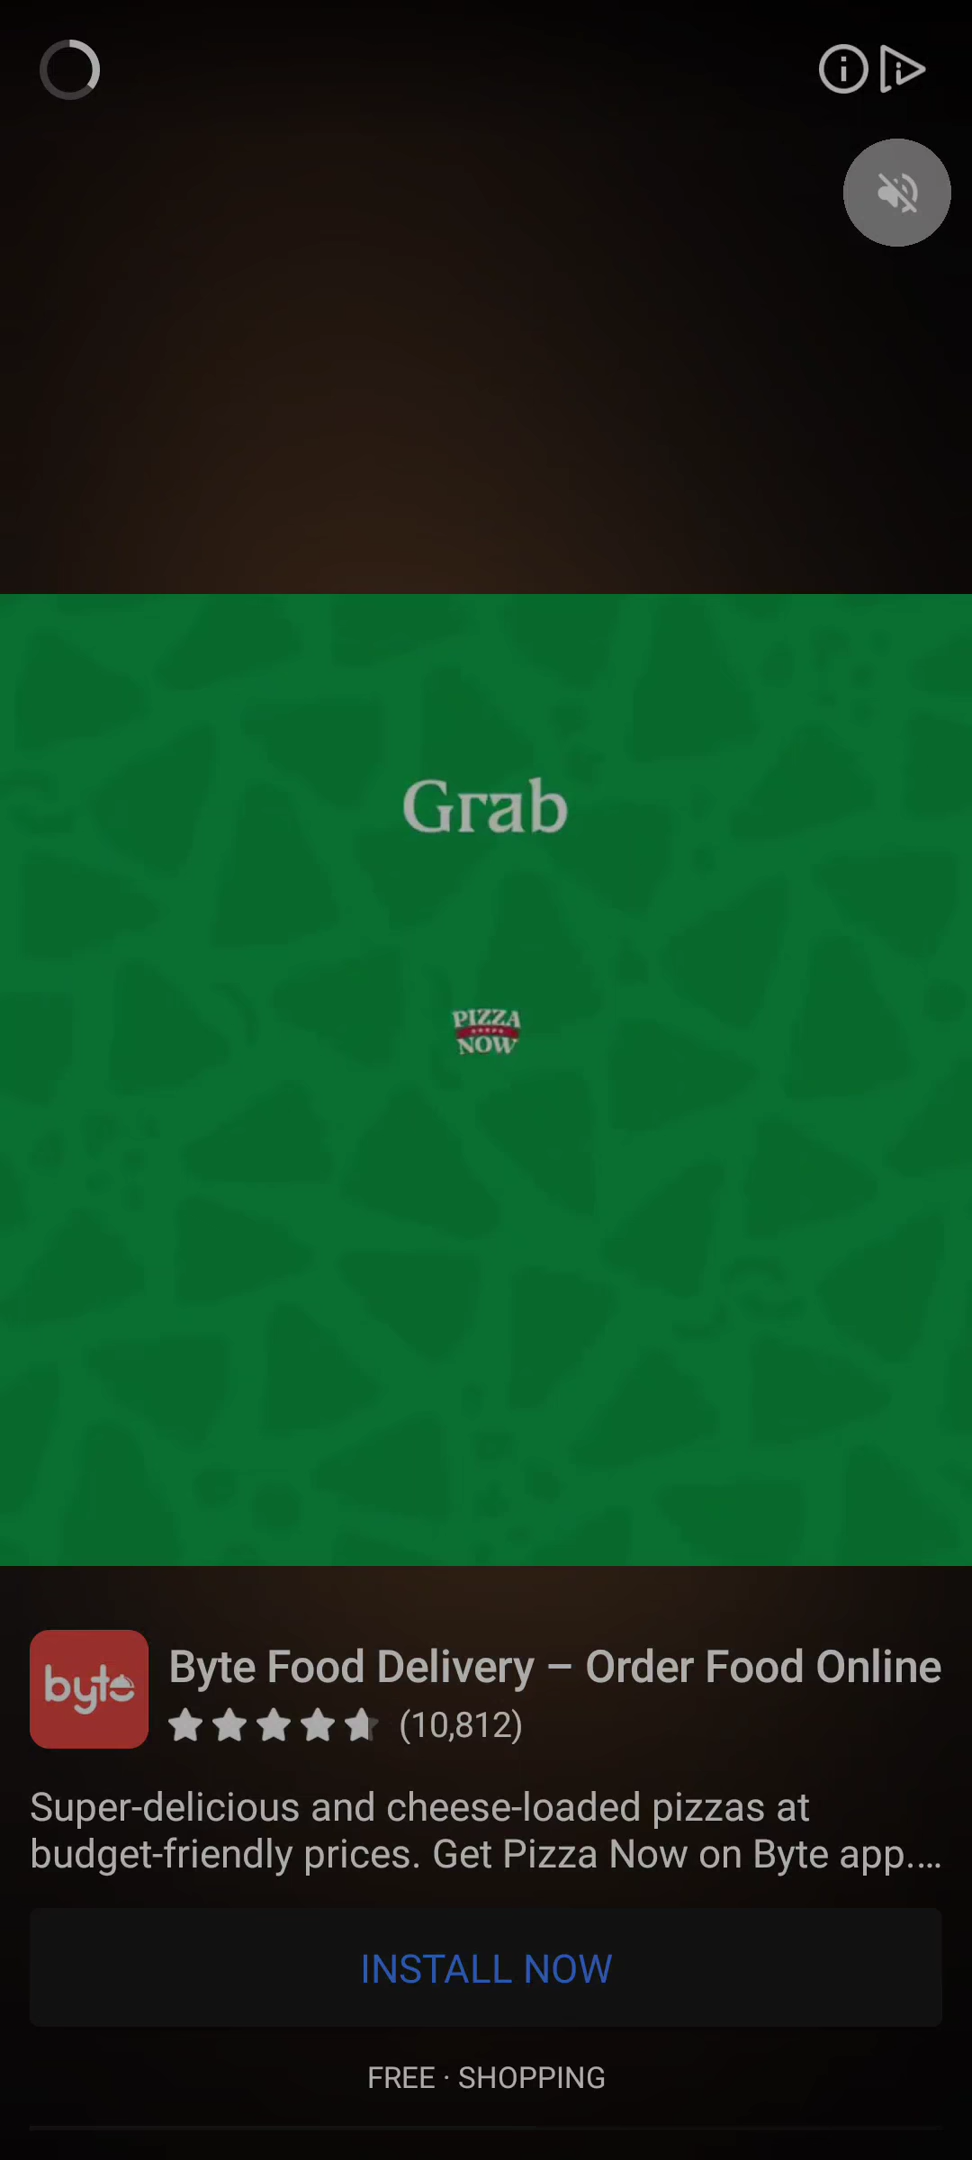 Grab
PIZZA
NOW
byte
Byte Food Delivery – Order Food Online
(10,812)
Super-delicious and cheese-loaded pizzas at
budget-friendly prices. Get Pizza Now on Byte app....
INSTALL NOW
FREE · SHOPPING